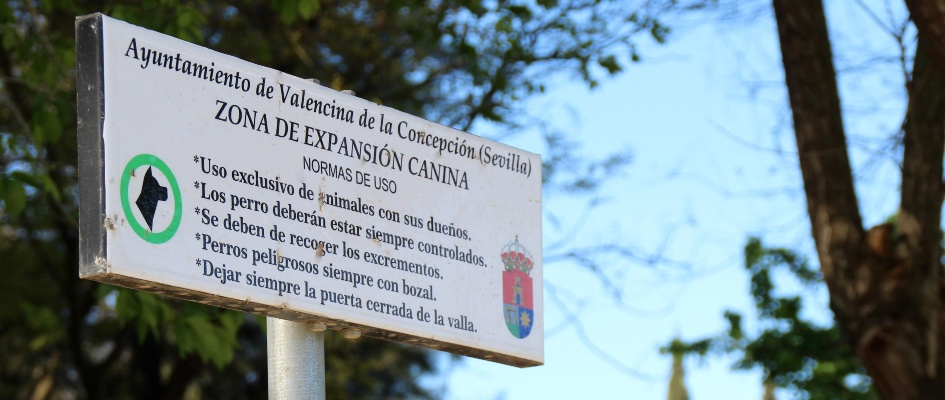 Ayuntamiento de Valencina de la Concepción (Sevilla)
ZONA DE EXPANSIÓN CANINA
NORMAS DE USO
*Uso exclusivo de animales con sus dueños.
*Los perro deberán estar siempre controlados.
*Se deben de recoger los excrementos.
*Perros peligrosos siempre con bozal.
*Dejar siempre la puerta cerrada de la valla.